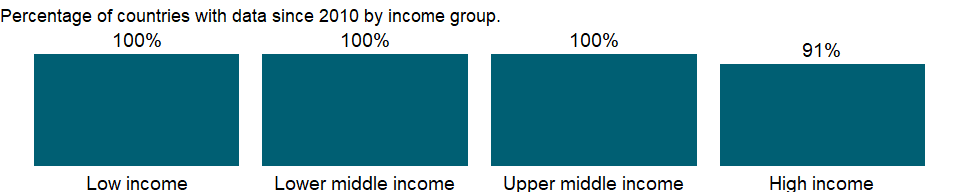 Percentage of countries with data since 2010 by income group.
100% 100% 100% 91%
Low income Lower middle income Upper middle income High income